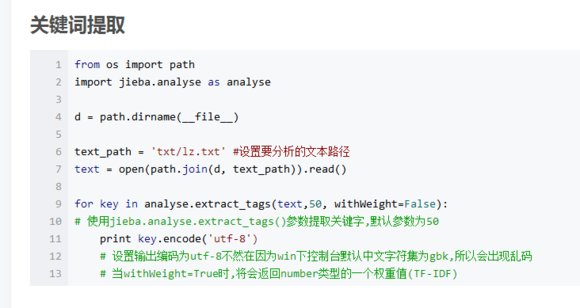 关键词提取
1 from os import path
2 import jieba.analyse as analyse
3
4 d = path.dirname(__file__)
5
6 text_path = 'txt/lz.txt' #设置要分析的文本路径
7 text = open(path.join(d, text_path)).read()
8
9 for key in analyse.extract_tags(text,50, withWeight=False):
10 # 使用jieba.analyse.extract_tags()参数提取关键字,默认参数为50
11     print key.encode('utf-8')
12     # 设置输出编码为utf-8不然在因为win下控制台默认中文字符集为gbk,所以会出现乱码
13     # 当withWeight=True时,将会返回number类型的一个权重值(TF-IDF)